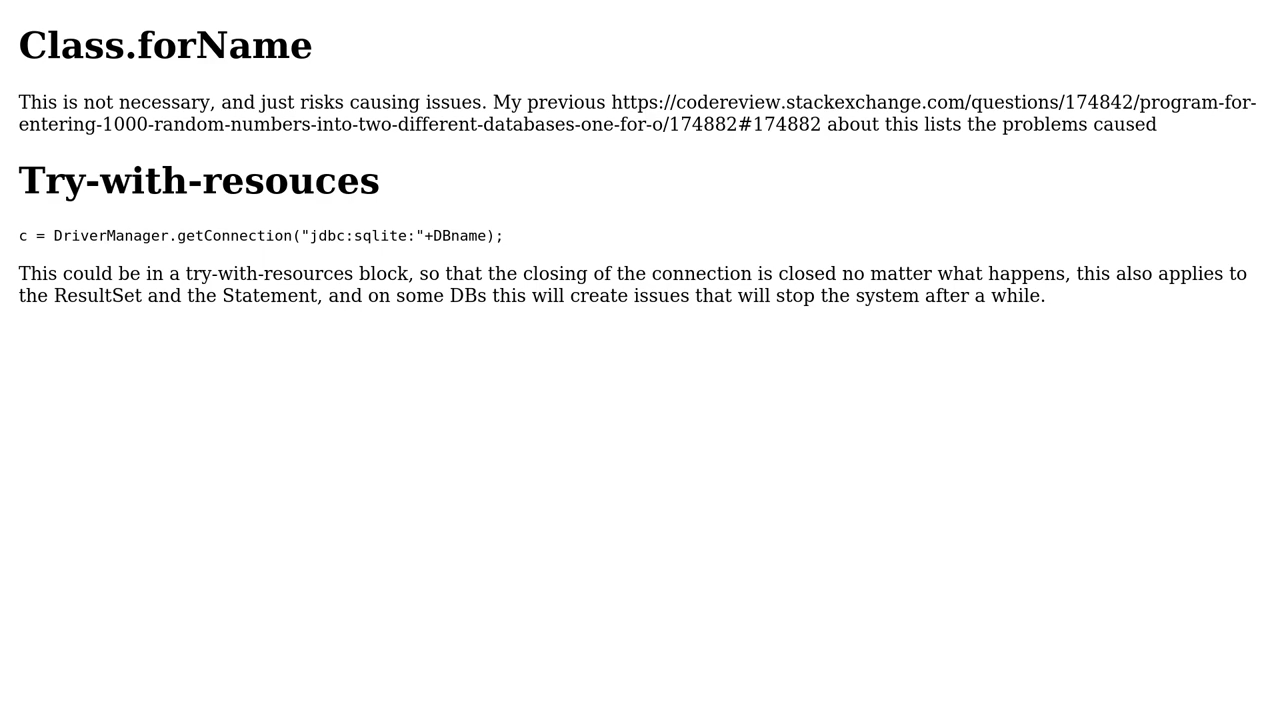 Class.forName
This is not necessary, and just risks causing issues. My previous https://codereview.stackexchange.com/questions/174842/program-for-
entering-1000-random-numbers-into-two-different-databases-one-for-o/174882#174882 about this lists the problems caused
Try-with-resouces
c = DriverManager.getConnection("jdbc:sqlite:"+DBname);
This could be in a try-with-resources block, so that the closing of the connection is closed no matter what happens, this also applies to
the ResultSet and the Statement, and on some DBs this will create issues that will stop the system after a while.